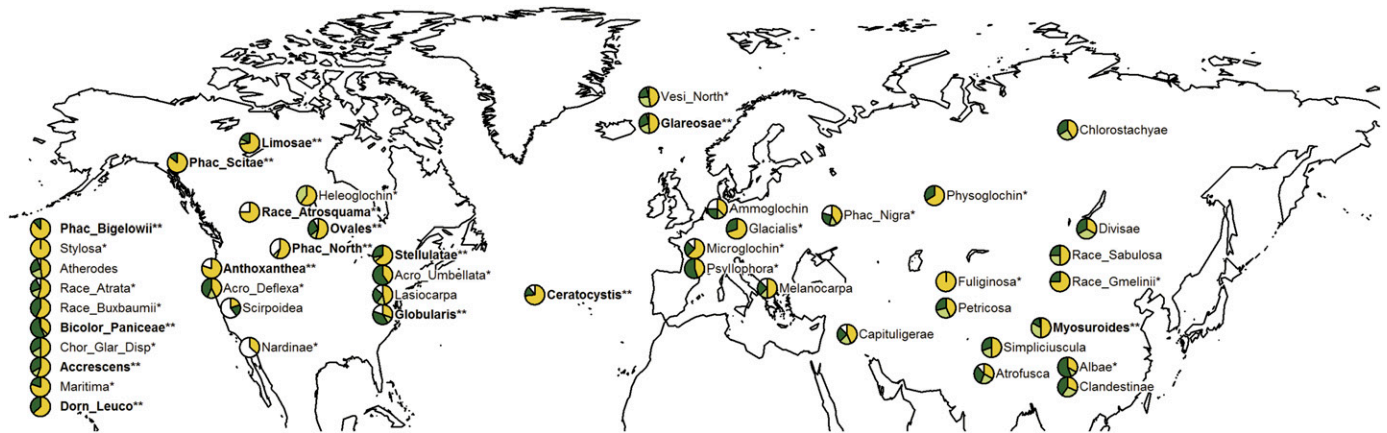 Vesi_North*
Glareosae**
Chlorostachyae
Limosae**
Phac_Scitae**
Heleoglochin
Physoglochin*
Race_Atrosquama**
Ammoglochin
Phac_Nigra*
Phac_Bigelowii**
Ovales**
Glacialis*
Divisae
Stylosa*
Phac_North**
Stellulatae**
Microglochin*
Race_Sabulosa
Atherodes
Anthoxanthea**
Acro_Umbellata*
Psyllophora*
Race_Atrata*
Acro_Deflexa*
Lasiocarpa
Ceratocystis**
Melanocarpa
Fuliginosa*
Race_Gmelinii*
Race_Buxbaumii*
Scirpoidea
Globularis**
Petricosa
Bicolor_Paniceae**
Capituligerae
Myosuroides**
Chor_Glar_Disp*
Nardinae*
Simpliciuscula
Accrescens**
Atrofusca
Albae*
Maritima*
Clandestinae
Dorn_Leuco**